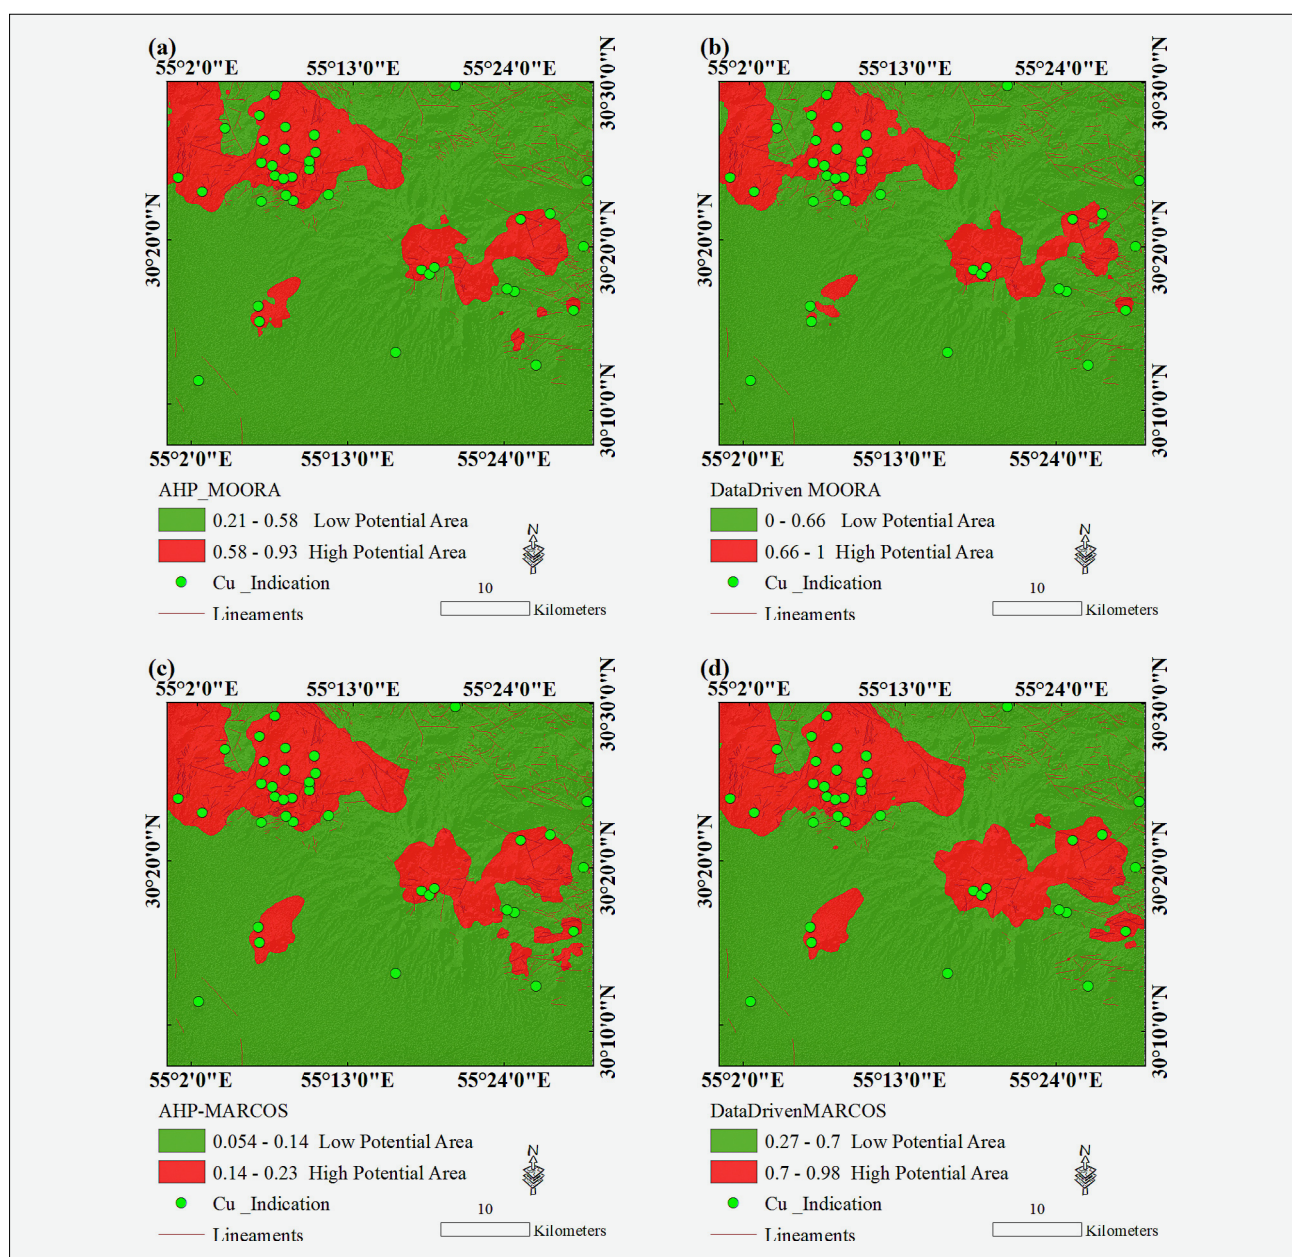 (a)
(b)
55°2'0"E 55°13'0"E 55°24'0"E
55°2'0"E 55°13'0"E 55°24'0"E
30°30'0"N
30°20'0"N
30°20'0"N
30°10'0"N
30°30'0"N
30°20'0"N
30°20'0"N
30°10'0"N
55°2'0"E 55°13'0"E 55°24'0"E
55°2'0"E 55°13'0"E 55°24'0"E
AHP_MOORA
0.21 - 0.58 Low Potential Area
0.58 - 0.93 High Potential Area
Cu _Indication
Lineaments
N
10
Kilometers
DataDriven MOORA
0 - 0.66 Low Potential Area
0.66 - 1 High Potential Area
Cu _Indication
Lineaments
N
10
Kilometers
(c)
(d)
55°2'0"E 55°13'0"E 55°24'0"E
55°2'0"E 55°13'0"E 55°24'0"E
30°30'0"N
30°20'0"N
30°20'0"N
30°10'0"N
30°30'0"N
30°20'0"N
30°20'0"N
30°10'0"N
55°2'0"E 55°13'0"E 55°24'0"E
55°2'0"E 55°13'0"E 55°24'0"E
AHP-MARCOS
0.054 - 0.14 Low Potential Area
0.14 - 0.23 High Potential Area
Cu _Indication
Lineaments
N
10
Kilometers
DataDrivenMARCOS
0.27 - 0.7 Low Potential Area
0.7 - 0.98 High Potential Area
Cu _Indication
Lineaments
N
10
Kilometers